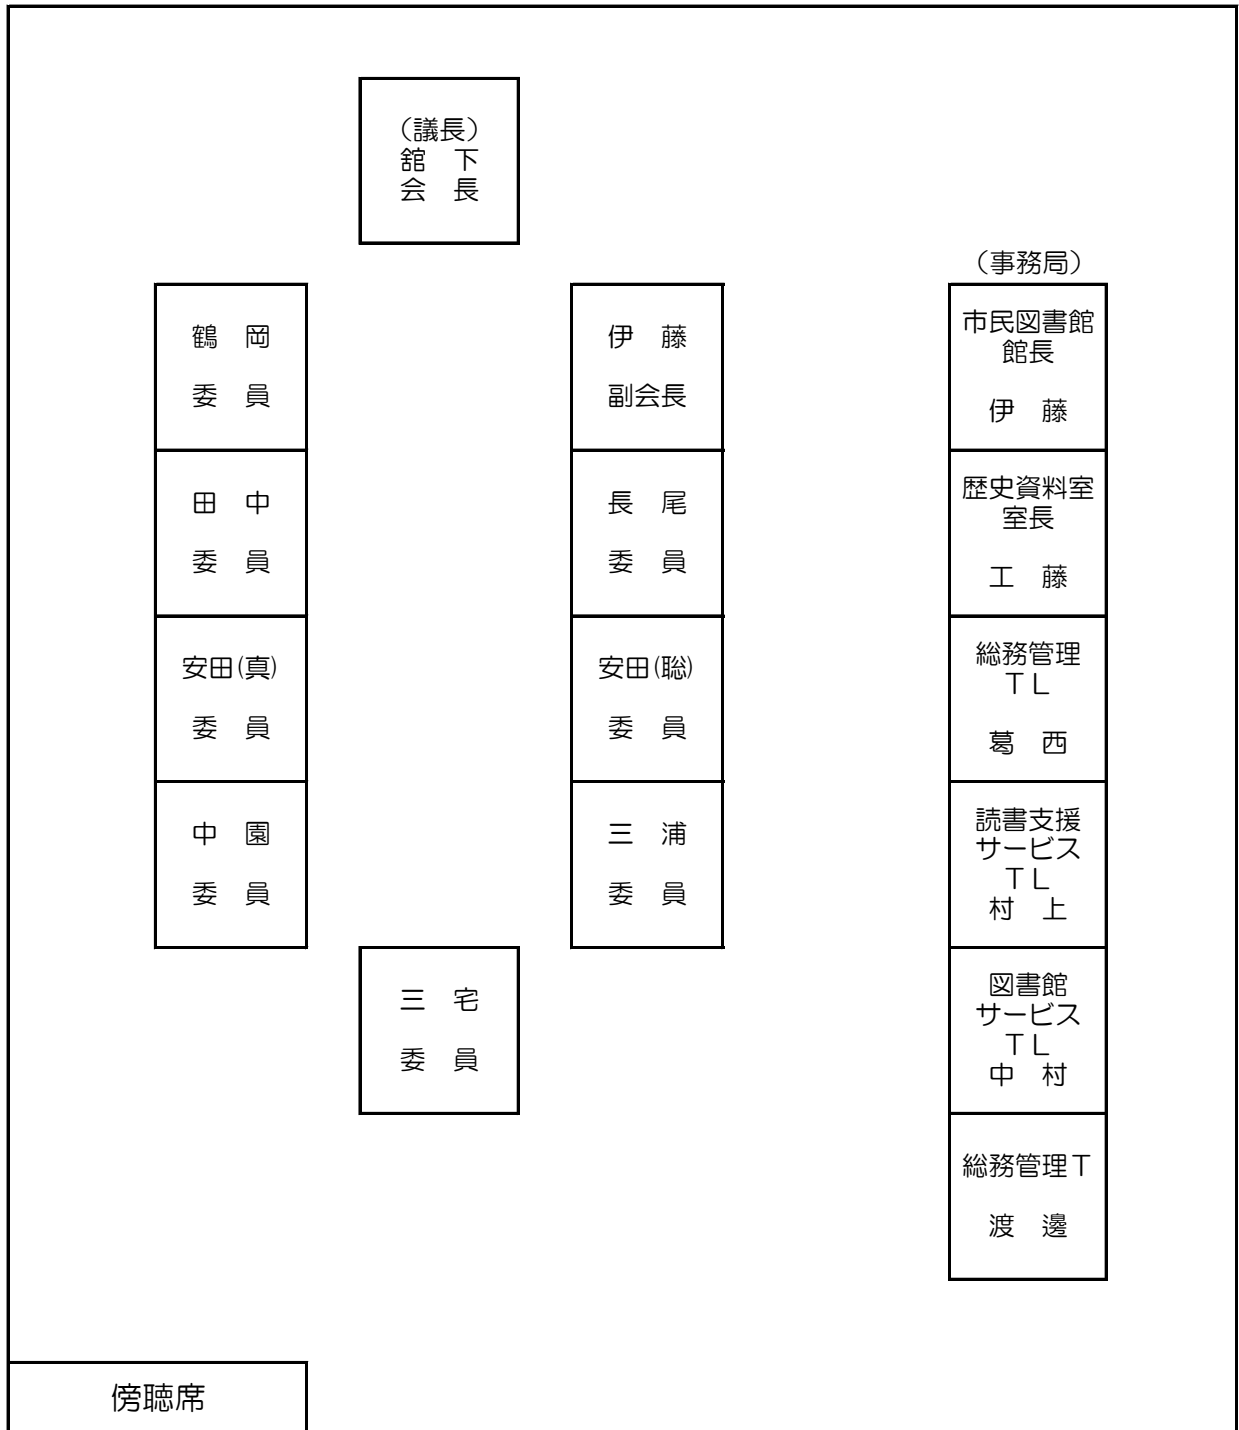 （議長）
舘　下
会　長
（事務局）
鶴　岡
委　員
田　中
委　員
安田(真)
委　員
中　園
委　員
伊　藤
副会長
長　尾
委　員
安田(聡)
委　員
三　浦
委　員
三　宅
委　員
市民図書館
館長
伊　藤
歴史資料室
室長
工　藤
総務管理
ＴＬ
葛　西
読書支援
サービス
ＴＬ
村　上
図書館
サービス
ＴＬ
中　村
総務管理Ｔ
渡　邊
傍聴席